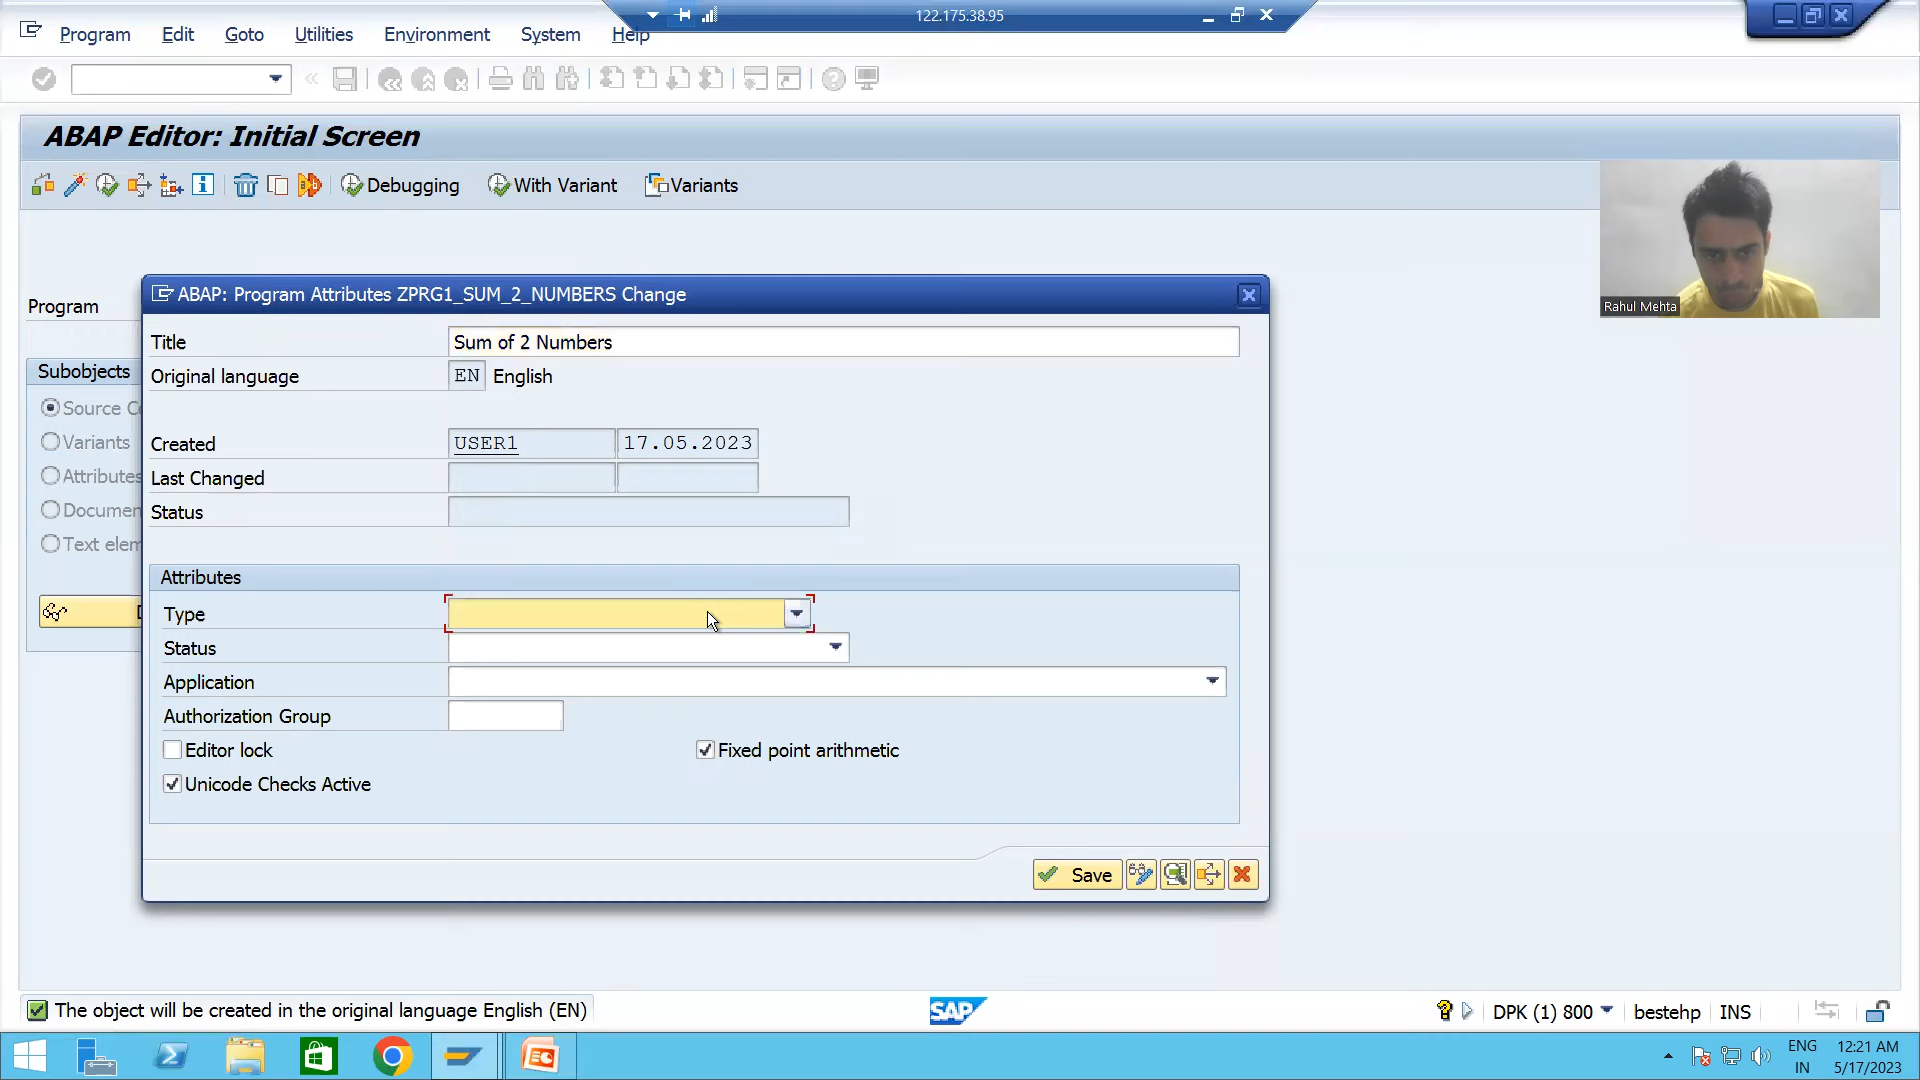 122.175.38.95
Program Edit Goto Utilities Environment System Help
ABAP Editor: Initial Screen
Debugging With Variant Variants
Rahul Mehta
Program
ABAP: Program Attributes ZPRG1_SUM_2_NUMBERS Change
Title Sum of 2 Numbers
Subobjects
Original language EN English
Source C
Variants
Created USER1 17.05.2023
Attributes
Last Changed
Documen
Status
Text elem
Attributes
D
Type
Status
Application
Authorization Group
Editor lock Fixed point arithmetic
Unicode Checks Active
Save
The object will be created in the original language English (EN)
SAP
DPK (1) 800 bestehp INS
ENG 12:21 AM
IN 5/17/2023